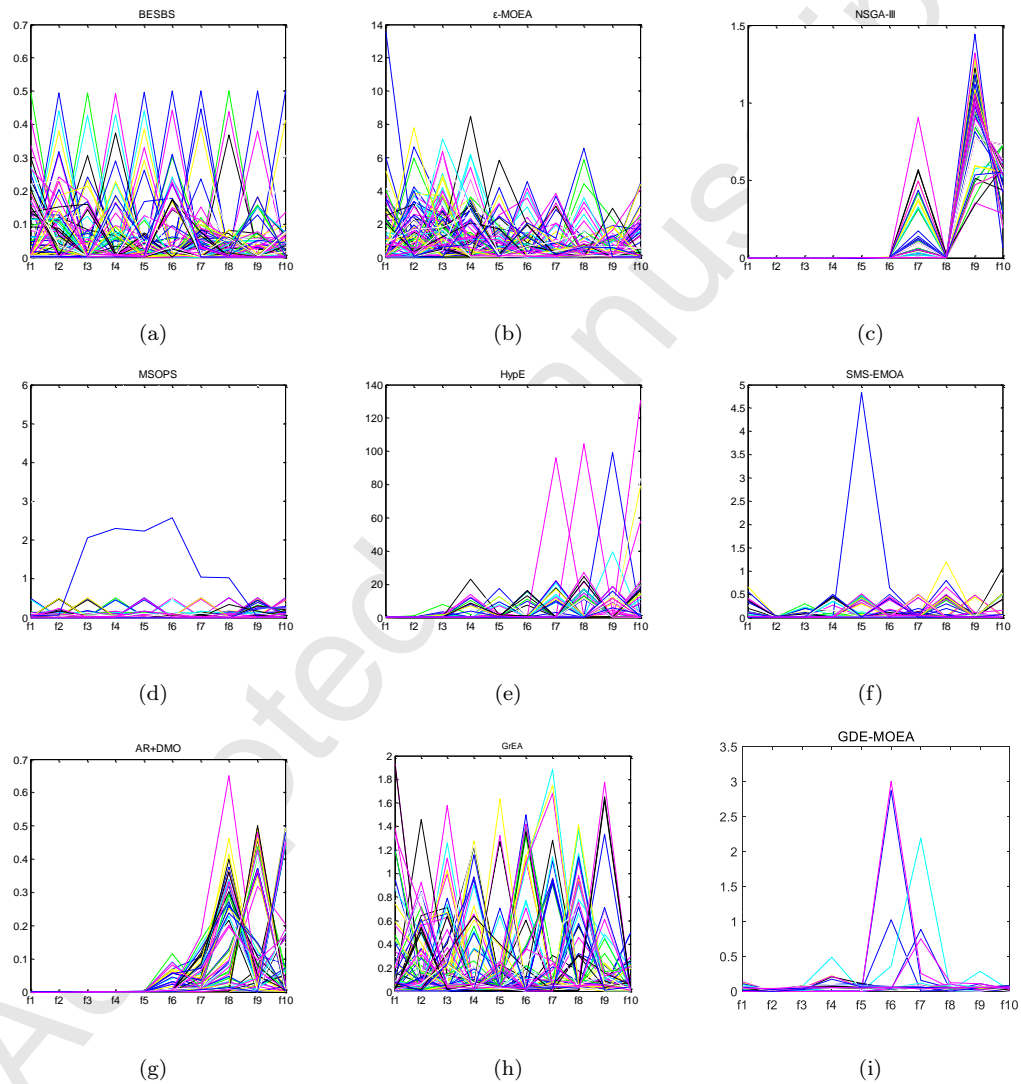 BESBS
0.7
0.6
0.5
0.4
0.3
0.2
0.1
0
f1 f2 f3 f4 f5 f6 f7 f8 f9 f10
(a)
ε-MOEA
14
12
10
8
6
4
2
0
f1 f2 f3 f4 f5 f6 f7 f8 f9 f10
(b)
NSGA-III
1.5
1
0.5
0
f1 f2 f3 f4 f5 f6 f7 f8 f9 f10
(c)
MSOPS
6
5
4
3
2
1
0
f1 f2 f3 f4 f5 f6 f7 f8 f9 f10
(d)
HypE
140
120
100
80
60
40
20
0
f1 f2 f3 f4 f5 f6 f7 f8 f9 f10
(e)
SMS-EMOA
5
4.5
4
3.5
3
2.5
2
1.5
1
0.5
0
f1 f2 f3 f4 f5 f6 f7 f8 f9 f10
(f)
AR+DMO
0.7
0.6
0.5
0.4
0.3
0.2
0.1
0
f1 f2 f3 f4 f5 f6 f7 f8 f9 f10
(g)
GrEA
2
1.8
1.6
1.4
1.2
1
0.8
0.6
0.4
0.2
0
f1 f2 f3 f4 f5 f6 f7 f8 f9 f10
(h)
GDE-MOEA
3.5
3
2.5
2
1.5
1
0.5
0
f1 f2 f3 f4 f5 f6 f7 f8 f9 f10
(i)